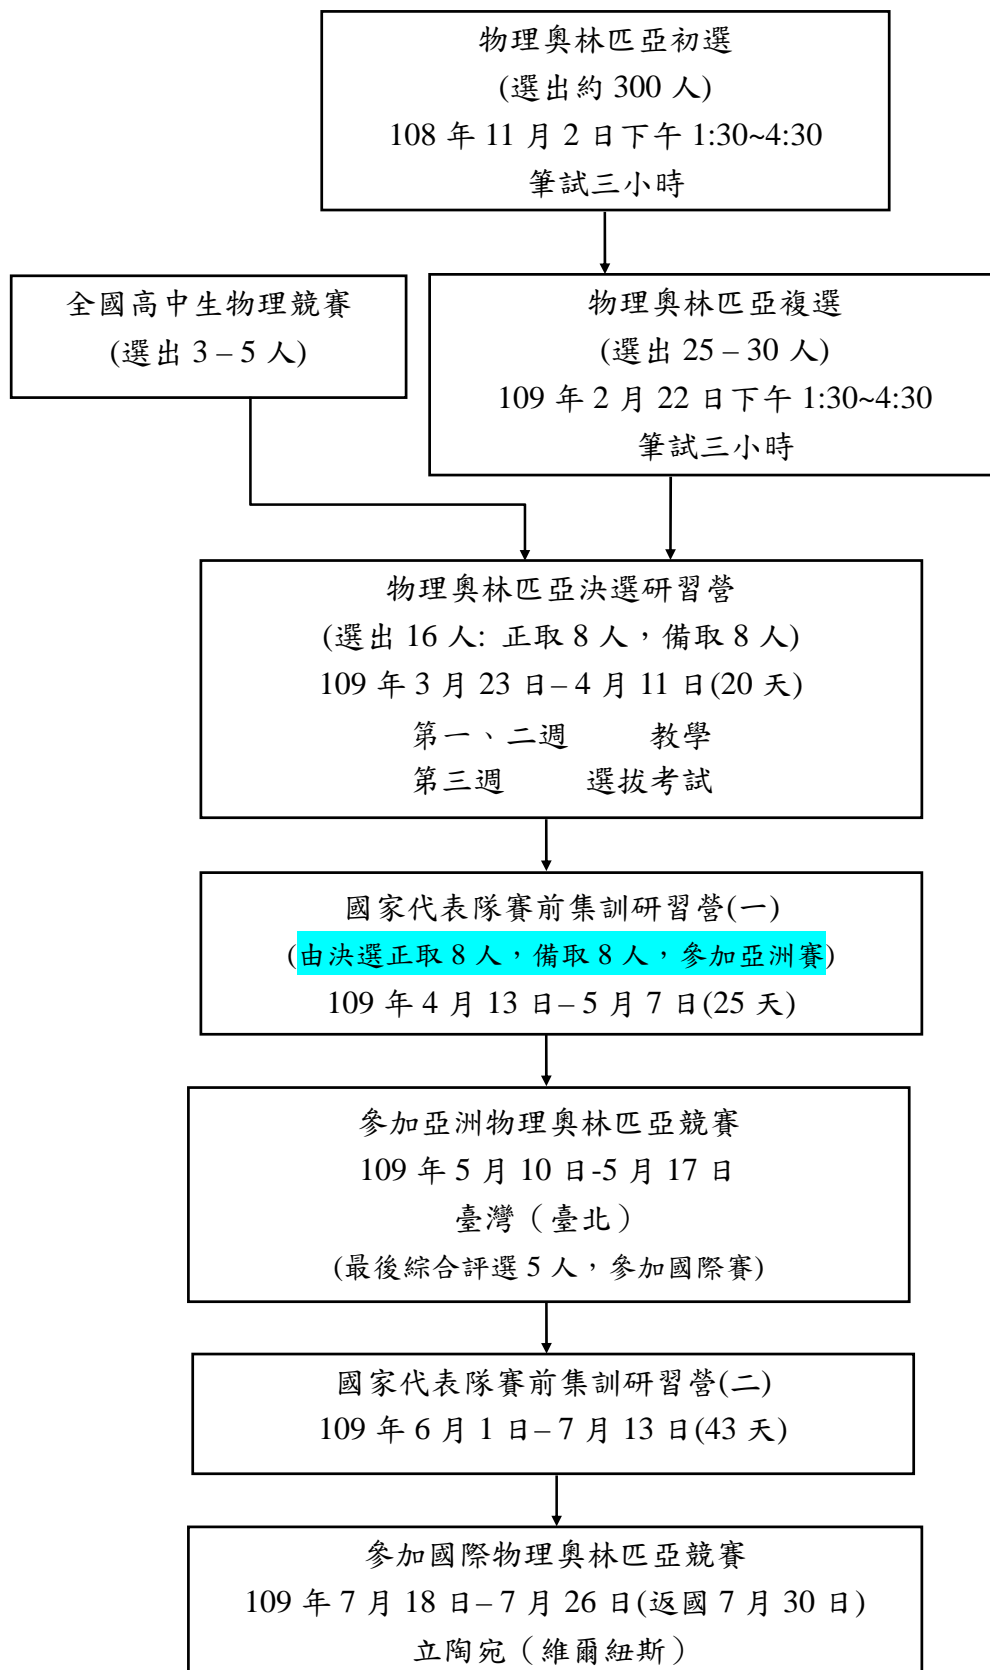 物理奧林匹亞初選
(選出約 300 人)
108 年 11 月 2 日下午 1:30~4:30
筆試三小時
全國高中生物理競賽
(選出 3 – 5 人)
物理奧林匹亞複選
(選出 25 – 30 人)
109 年 2 月 22 日下午 1:30~4:30
筆試三小時
物理奧林匹亞決選研習營
(選出 16 人: 正取 8 人，備取 8 人)
109 年 3 月 23 日– 4 月 11 日(20 天)
第一、二週 教學
第三週 選拔考試
國家代表隊賽前集訓研習營(一)
(由決選正取 8 人，備取 8 人，參加亞洲賽)
109 年 4 月 13 日– 5 月 7 日(25 天)
參加亞洲物理奧林匹亞競賽
109 年 5 月 10 日-5 月 17 日
臺灣（臺北）
(最後綜合評選 5 人，參加國際賽)
國家代表隊賽前集訓研習營(二)
109 年 6 月 1 日– 7 月 13 日(43 天)
參加國際物理奧林匹亞競賽
109 年 7 月 18 日– 7 月 26 日(返國 7 月 30 日)
立陶宛（維爾紐斯）